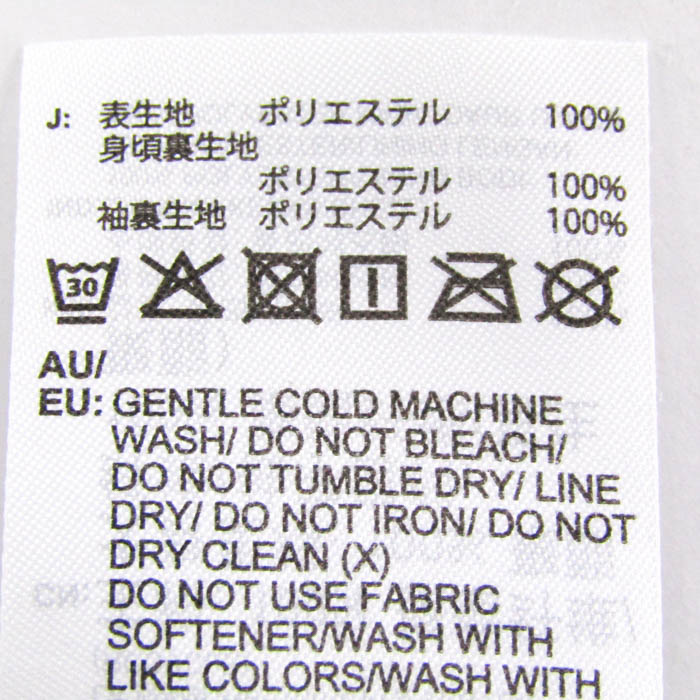 J: 表生地 ポリエステル 100%
身頃裏生地
ポリエステル 100%
袖裏生地 ポリエステル 100%
30
AU/
EU: GENTLE COLD MACHINE
WASH/ DO NOT BLEACH/
DO NOT TUMBLE DRY/ LINE
DRY/ DO NOT IRON/ DO NOT
DRY CLEAN (X)
DO NOT USE FABRIC
SOFTENER/WASH WITH
LIKE COLORS/WASH WITH